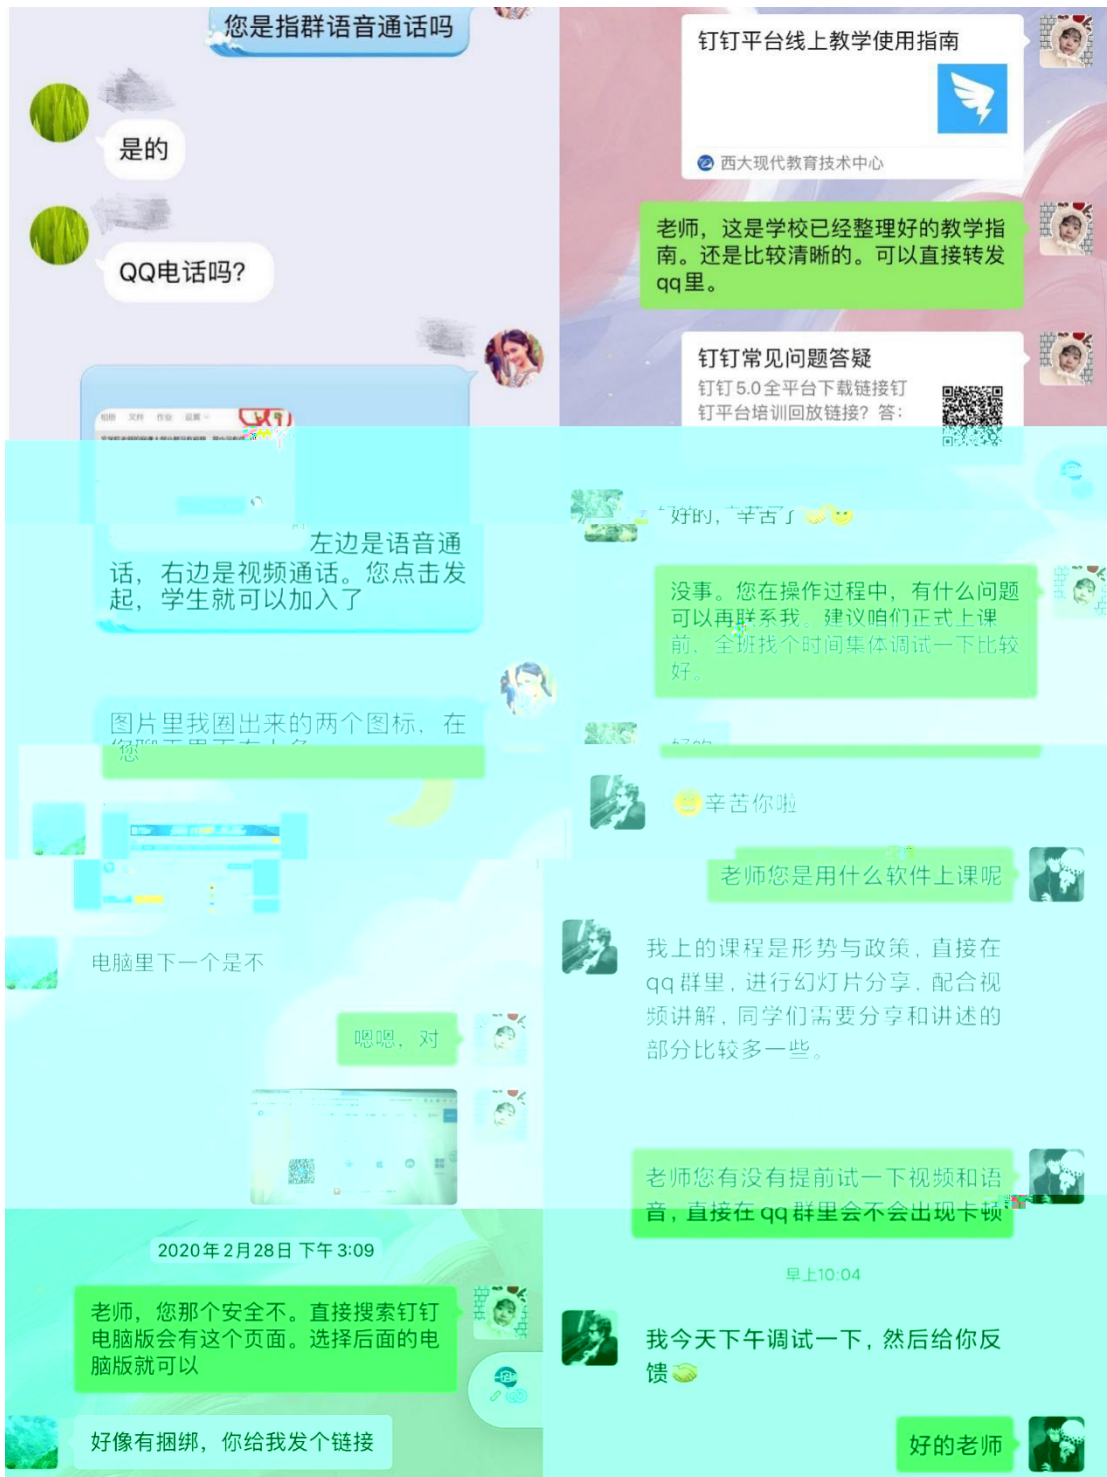 您是指群语音通话吗
是的
QQ电话吗?
相册 文件 作业 设置
左边是语音通
话，右边是视频通话。您点击发
起，学生就可以加入了
图片里我圈出来的两个图标，在
您
钉钉平台线上教学使用指南
西大现代教育技术中心
老师，这是学校已经整理好的教学指
南。还是比较清晰的。可以直接转发
qq里。
钉钉常见问题答疑
钉钉5.0全平台下载链接钉
钉平台培训回放链接？答：
好的，辛苦了
没事。您在操作过程中，有什么问题
可以再联系我。建议咱们正式上课
前，全班找个时间集体调试一下比较
好。
好的
电脑里下一个是不
嗯嗯，对
2020年2月28日 下午3:09
老师，您那个安全不。直接搜索钉钉
电脑版会有这个页面。选择后面的电
脑版就可以
好像有捆绑，你给我发个链接
辛苦你啦
老师您是用什么软件上课呢
我上的课程是形势与政策，直接在
qq群里，进行幻灯片分享，配合视
频讲解，同学们需要分享和讲述的
部分比较多一些。
老师您有没有提前试一下视频和语
音，直接在qq群里会不会出现卡顿
早上10:04
我今天下午调试一下，然后给你反
馈
好的老师